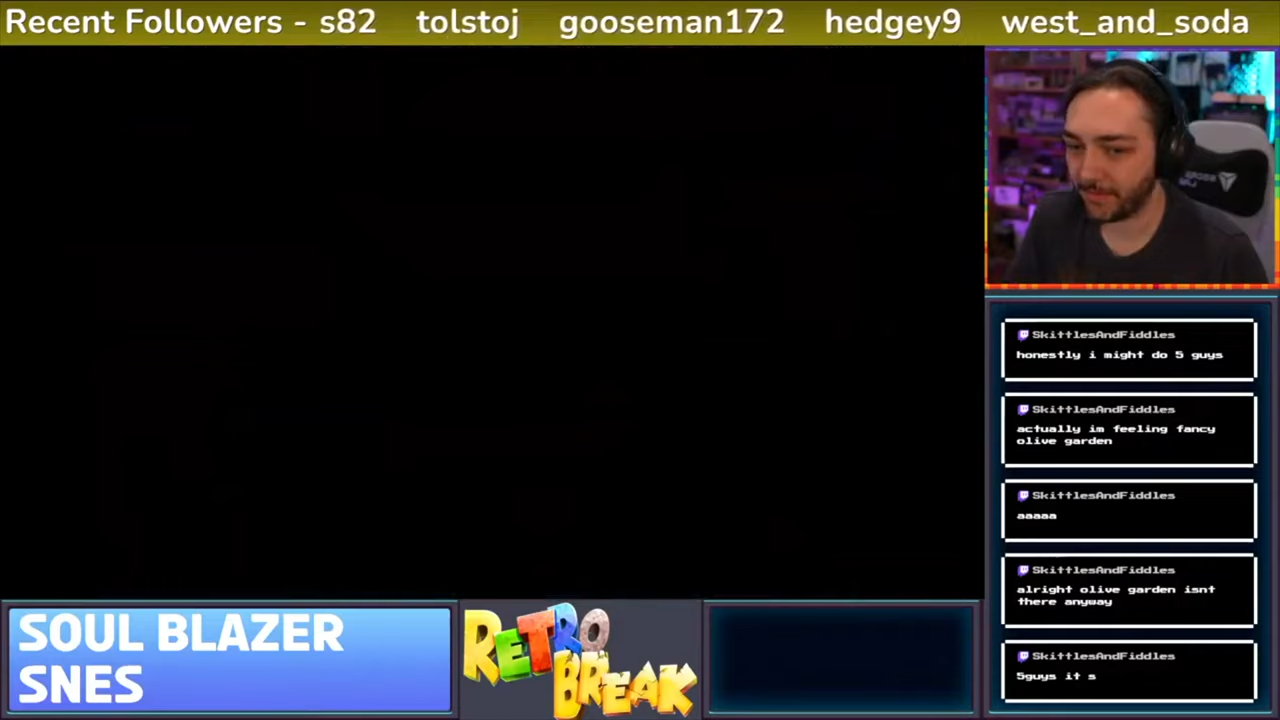 Recent Followers - s82 tolstoj gooseman172 hedgey9 west_and_soda
SkittlesAndFiddles
honestly i might do 5 guys
SkittlesAndFiddles
actually im feeling fancy
olive garden
SkittlesAndFiddles
aaaaa
SkittlesAndFiddles
alright olive garden isnt
there anyway
SkittlesAndFiddles
5guys it s
SOUL BLAZER
SNES
RETRO
BREAK